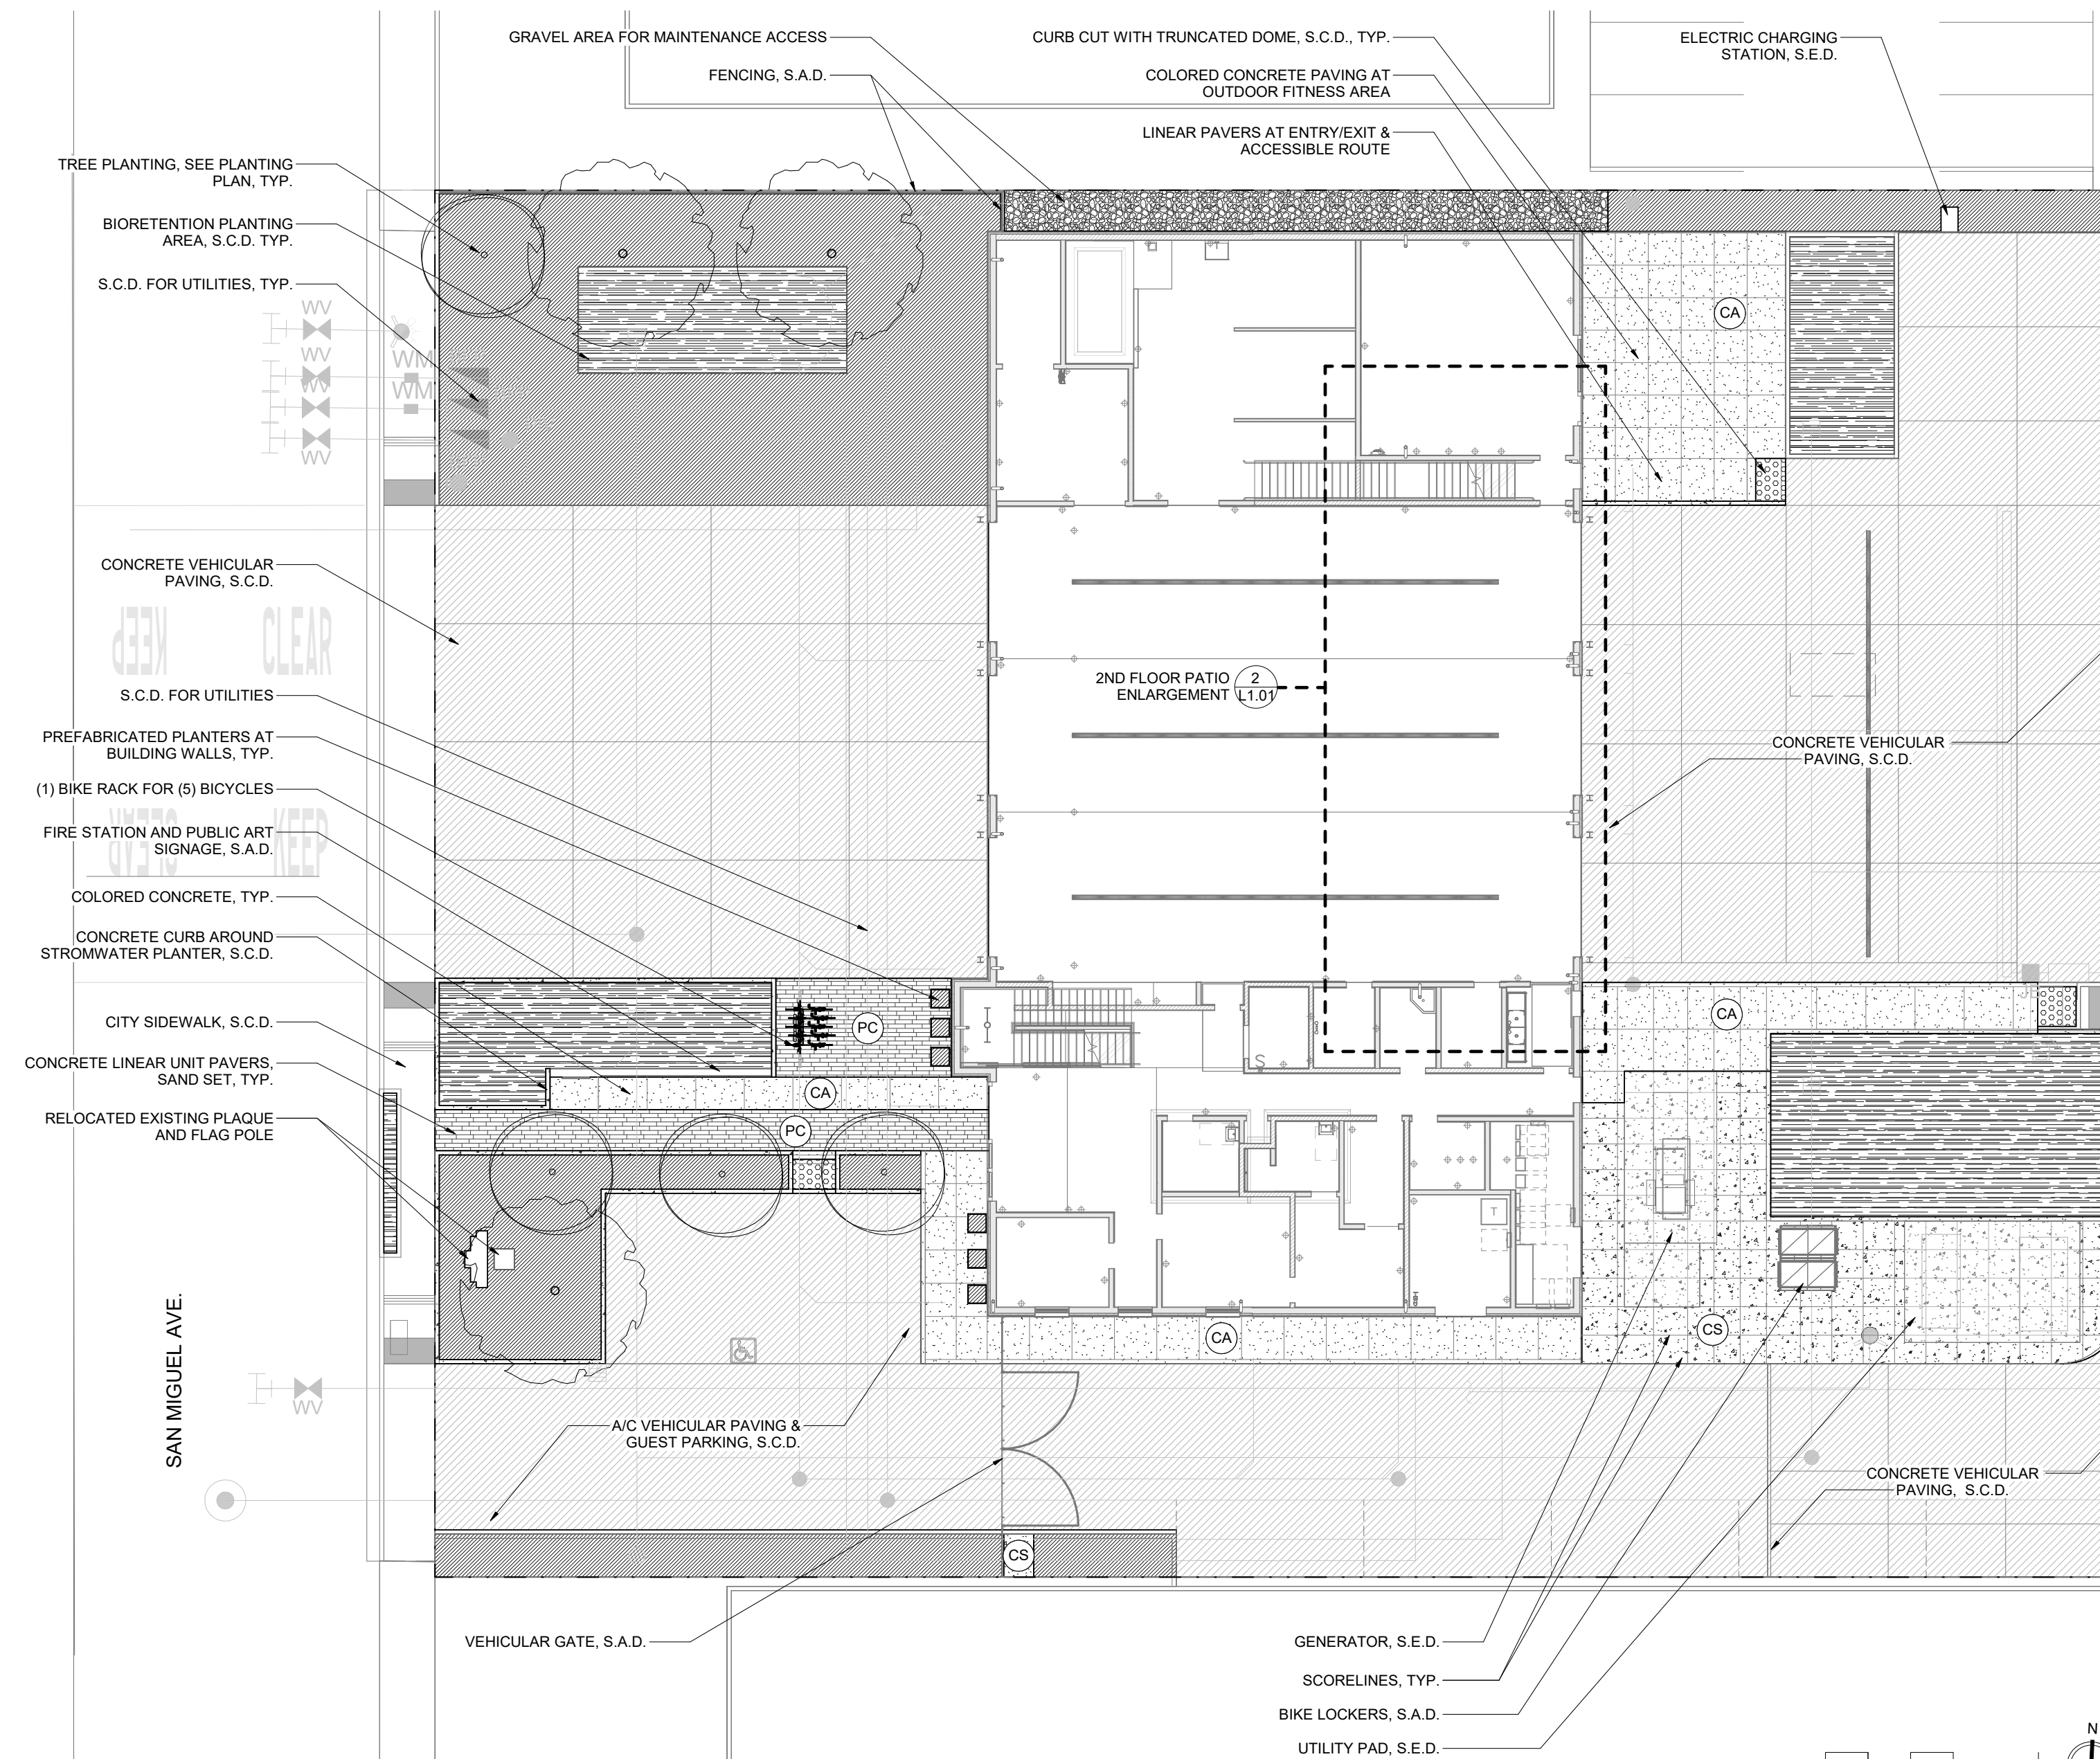 GRAVEL AREA FOR MAINTENANCE ACCESS
FENCING, S.A.D.
CURB CUT WITH TRUNCATED DOME, S.C.D., TYP.
COLORED CONCRETE PAVING AT
OUTDOOR FITNESS AREA
LINEAR PAVERS AT ENTRY/EXIT &
ACCESSIBLE ROUTE
ELECTRIC CHARGING
STATION, S.E.D.
TREE PLANTING, SEE PLANTING
PLAN, TYP.
BIORETENTION PLANTING
AREA, S.C.D. TYP.
S.C.D. FOR UTILITIES, TYP.
WV
WV
WM
WV
WM
WV
CA
T
CONCRETE VEHICULAR
PAVING, S.C.D.
KEEP
CLEAR
S.C.D. FOR UTILITIES
PREFABRICATED PLANTERS AT
BUILDING WALLS, TYP.
(1) BIKE RACK FOR (5) BICYCLES
FIRE STATION AND PUBLIC ART
SIGNAGE, S.A.D.
CLEAR
KEEP
COLORED CONCRETE, TYP.
CONCRETE CURB AROUND
STROMWATER PLANTER, S.C.D.
CITY SIDEWALK, S.C.D.
CONCRETE LINEAR UNIT PAVERS,
SAND SET, TYP.
RELOCATED EXISTING PLAQUE
AND FLAG POLE
2ND FLOOR PATIO
ENLARGEMENT
2
L1.01
CONCRETE VEHICULAR
PAVING, S.C.D.
PC
CA
PC
CA
S
T
CA
CS
SAN MIGUEL AVE.
WV
A/C VEHICULAR PAVING &
GUEST PARKING, S.C.D.
CONCRETE VEHICULAR
PAVING, S.C.D.
CS
VEHICULAR GATE, S.A.D.
GENERATOR, S.E.D.
SCORELINES, TYP.
BIKE LOCKERS, S.A.D.
UTILITY PAD, S.E.D.
N